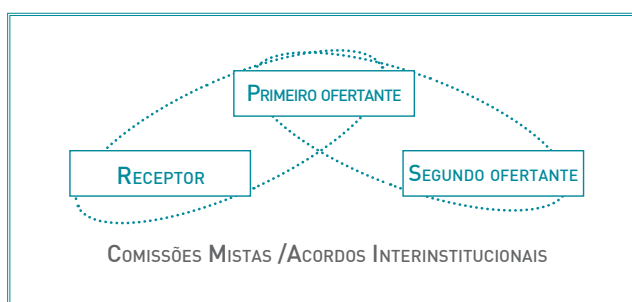 Primeiro ofertante
Receptor
Segundo ofertante
Comissões Mistas /Acordos Interinstitucionais